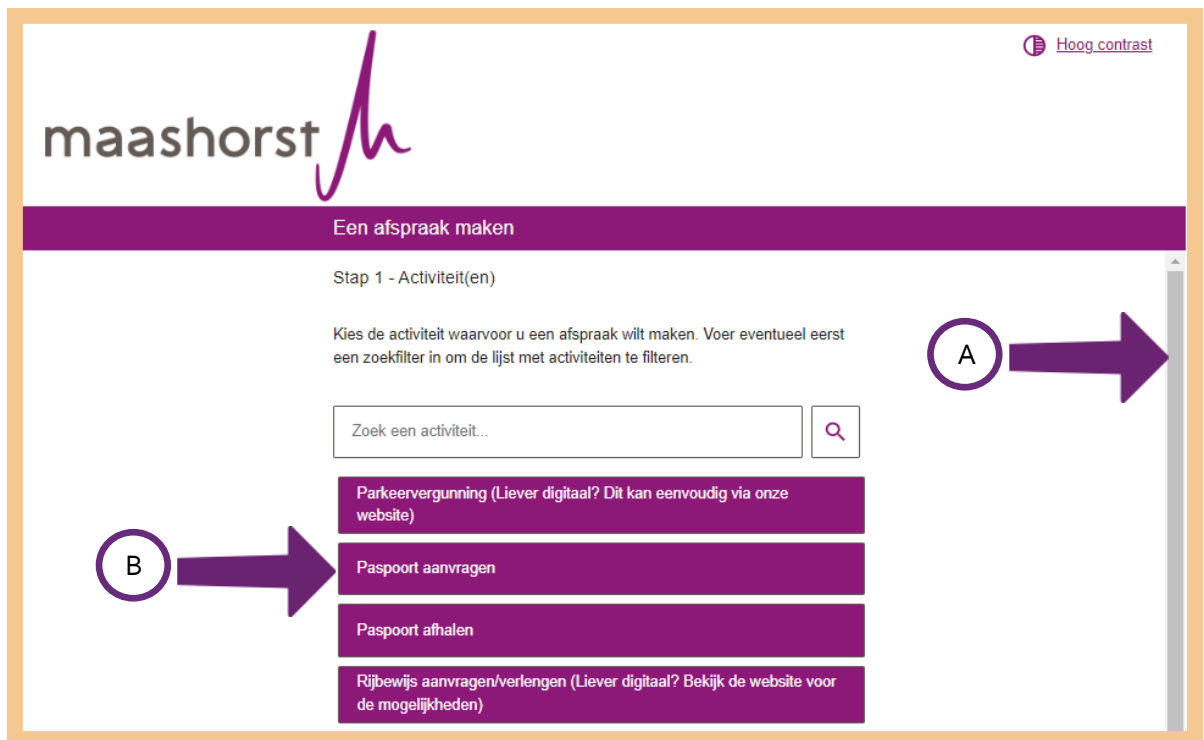 Hoog contrast
maashorst
Een afspraak maken
Stap 1 - Activiteit(en)
Kies de activiteit waarvoor u een afspraak wilt maken. Voer eventueel eerst
een zoekfilter in om de lijst met activiteiten te filteren.
A
Zoek een activiteit...
Parkeervergunning (Liever digitaal? Dit kan eenvoudig via onze
website)
B
Paspoort aanvragen
Paspoort afhalen
Rijbewijs aanvragen/verlengen (Liever digitaal? Bekijk de website voor
de mogelijkheden)